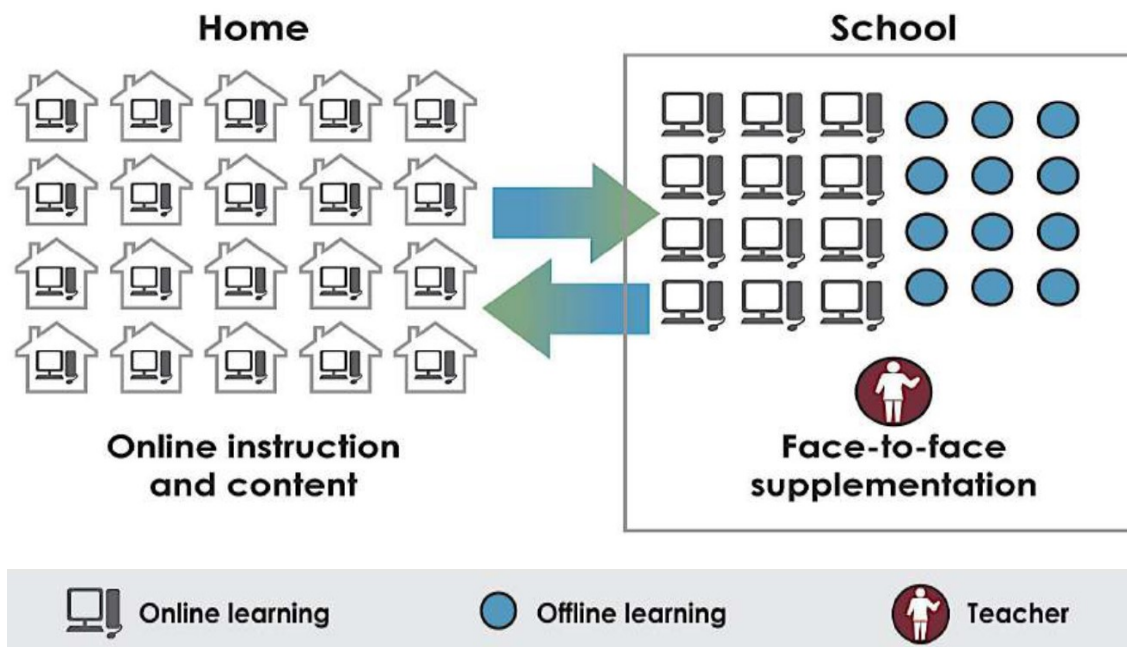 Home
School
Online instruction
and content
Face-to-face
supplementation
Online learning
Offline learning
Teacher